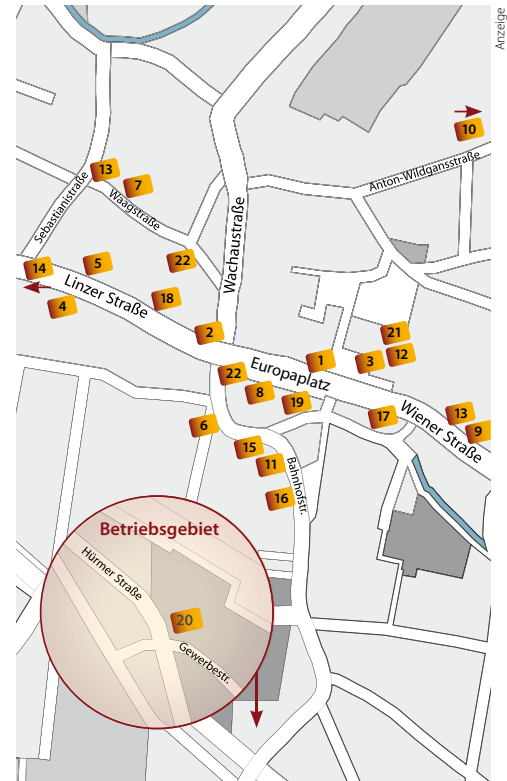 Anzeige
10
Anton-Wildgansstraße
13
7
Sebastianistraße
Waagstraße
Wachaustraße
14
5
22
4
Linzer Straße
18
2
21
1
3
12
Europaplatz
22
8
19
17
13
9
Wiener Straße
6
15
11
Bahnhofstr.
16
Betriebsgebiet
Hürmer Straße
20
Gewerbestr.